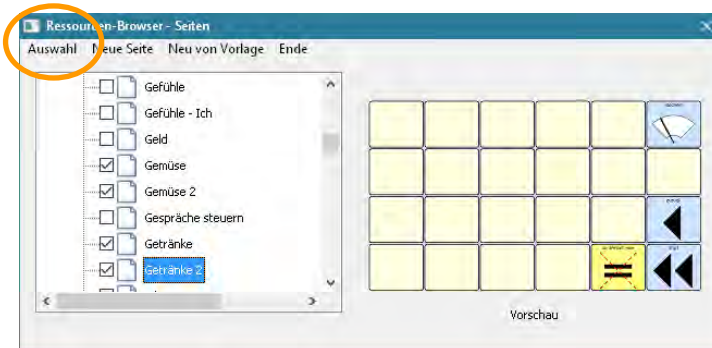 Ressourcen-Browser - Seiten
Auswahl Neue Seite Neu von Vorlage Ende
Gefühle
Gefühle - Ich
Geld
Gemüse
Gemüse 2
Gespräche steuern
Getränke
Getränke 2
Vorschau